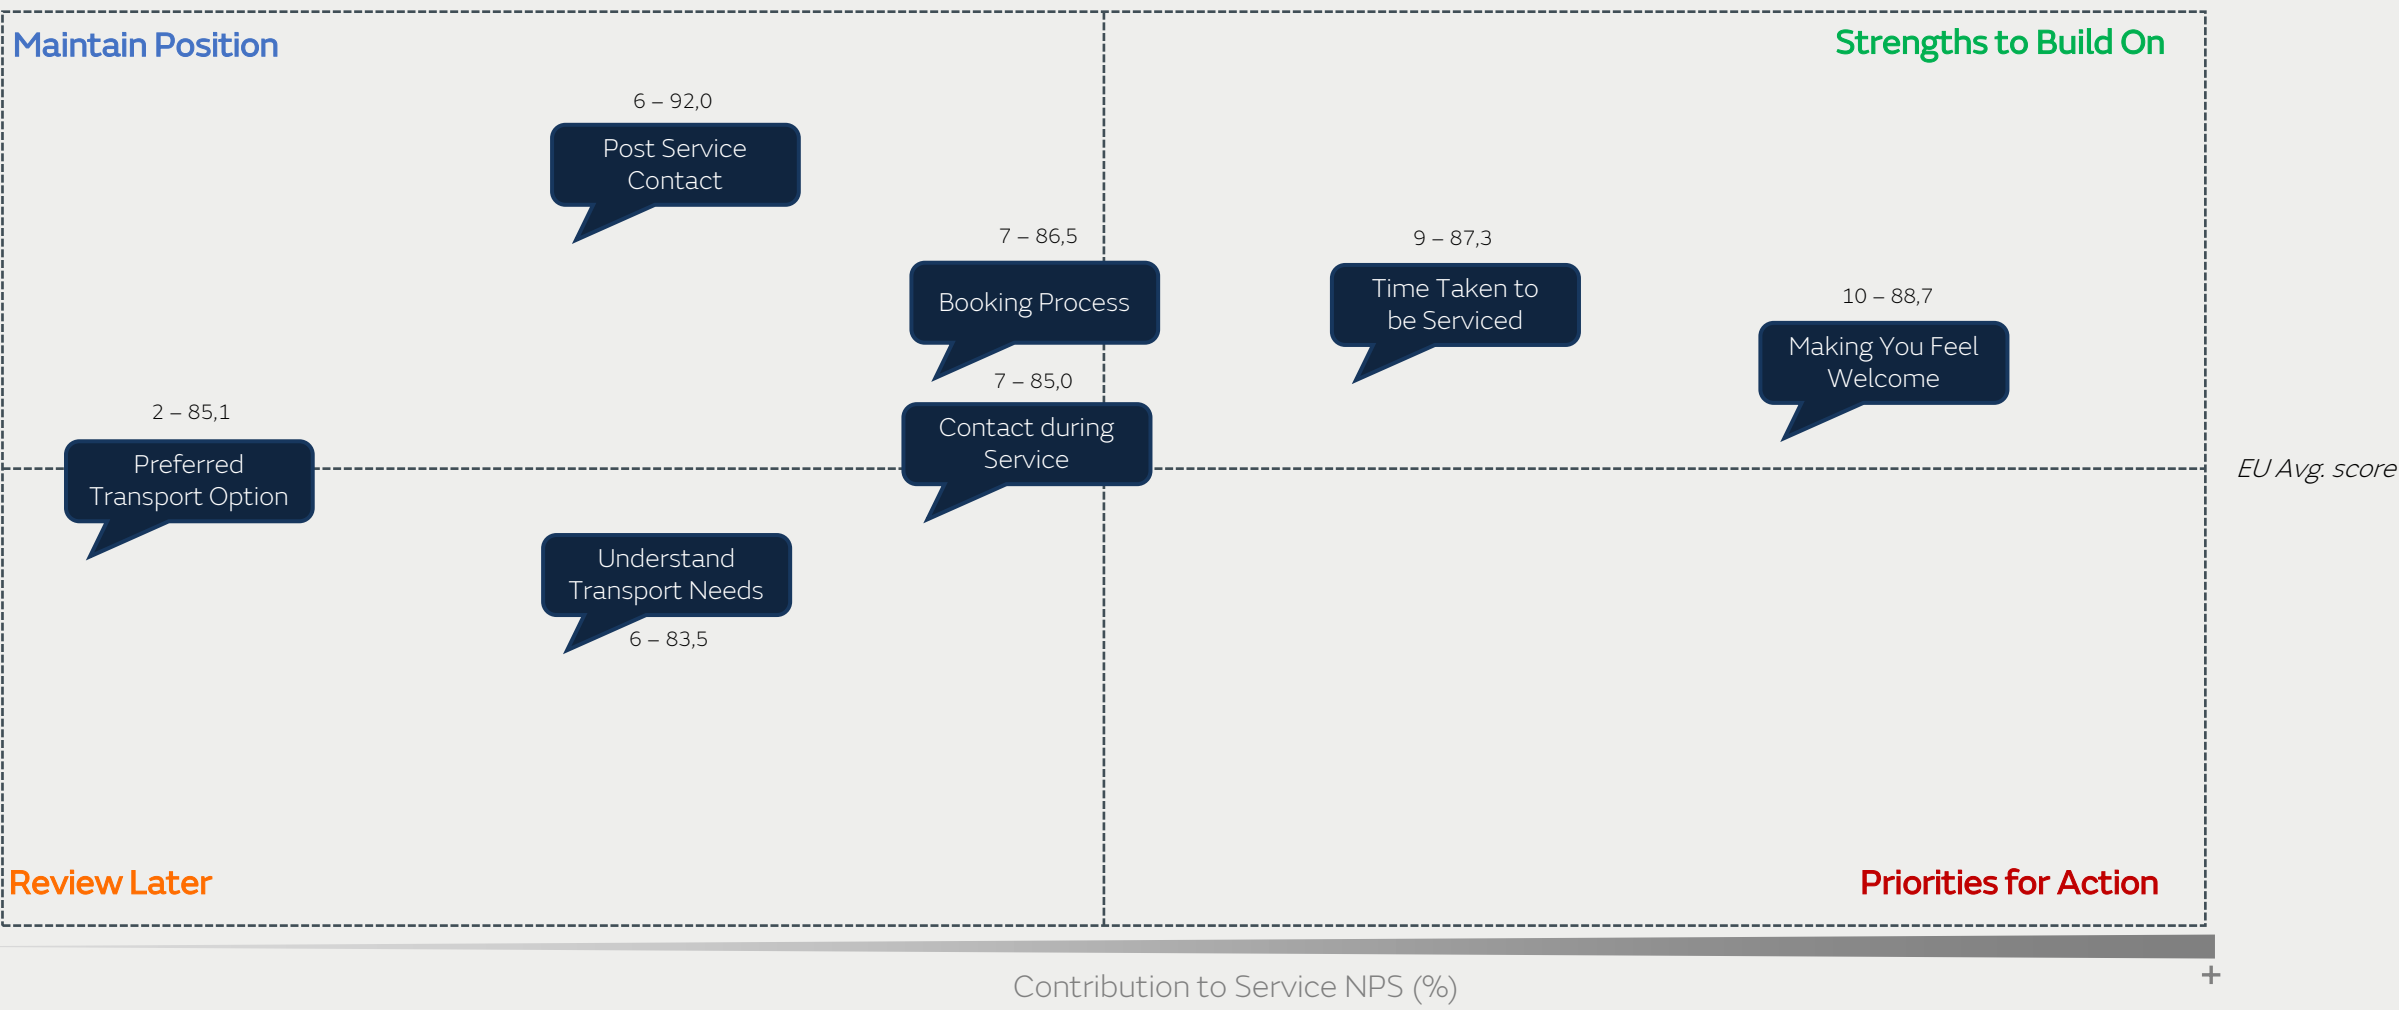 Maintain Position
Strengths to Build On
6 – 92,0
Post Service
Contact
7 – 86,5
Booking Process
9 – 87,3
Time Taken to
be Serviced
10 – 88,7
Making You Feel
Welcome
7 – 85,0
Contact during
Service
2 – 85,1
Preferred
Transport Option
EU Avg. score
Understand
Transport Needs
6 – 83,5
Review Later
Priorities for Action
+
Contribution to Service NPS (%)